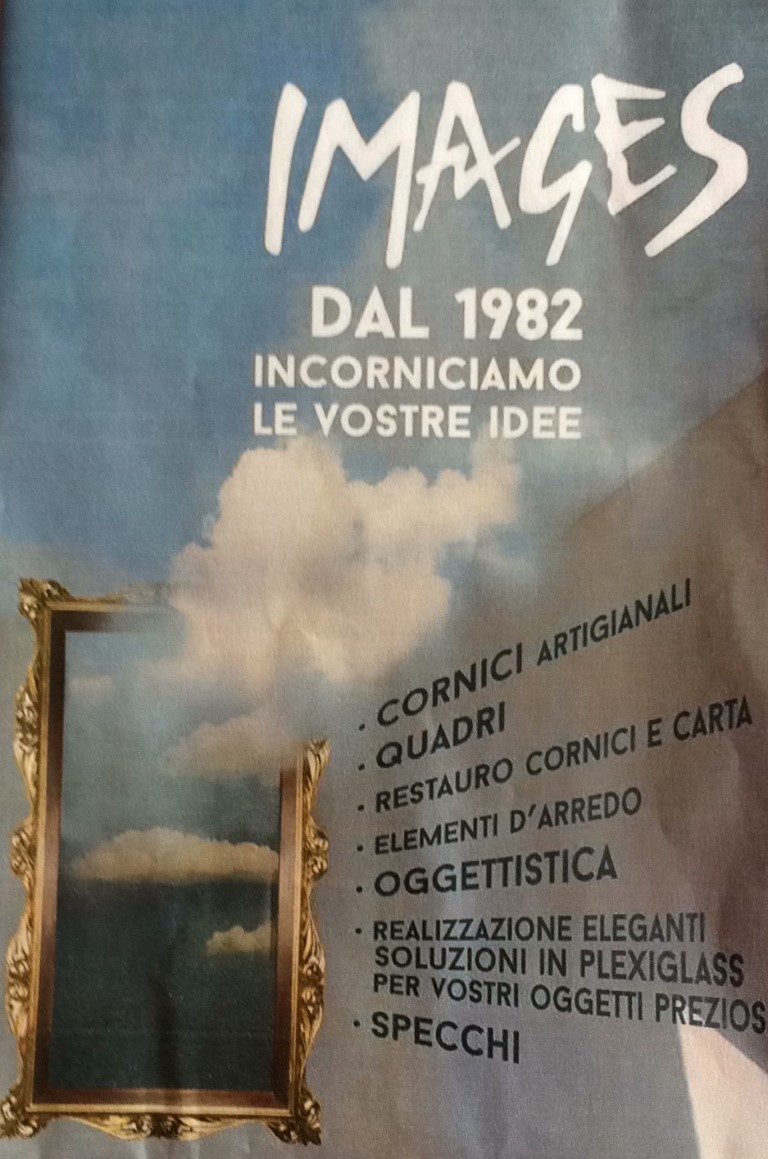 IMAGES
DAL 1982
INCORNICIAMO
LE VOSTRE IDEE
. CORNICI ARTIGIANALI
. QUADRI
. RESTAURO CORNICI E CARTA
. ELEMENTI D'ARREDO
. OGGETTISTICA
· REALIZZAZIONE ELEGANTI
SOLUZIONI IN PLEXIGLASS
PER VOSTRI OGGETTI PREZIOS
· SPECCHI